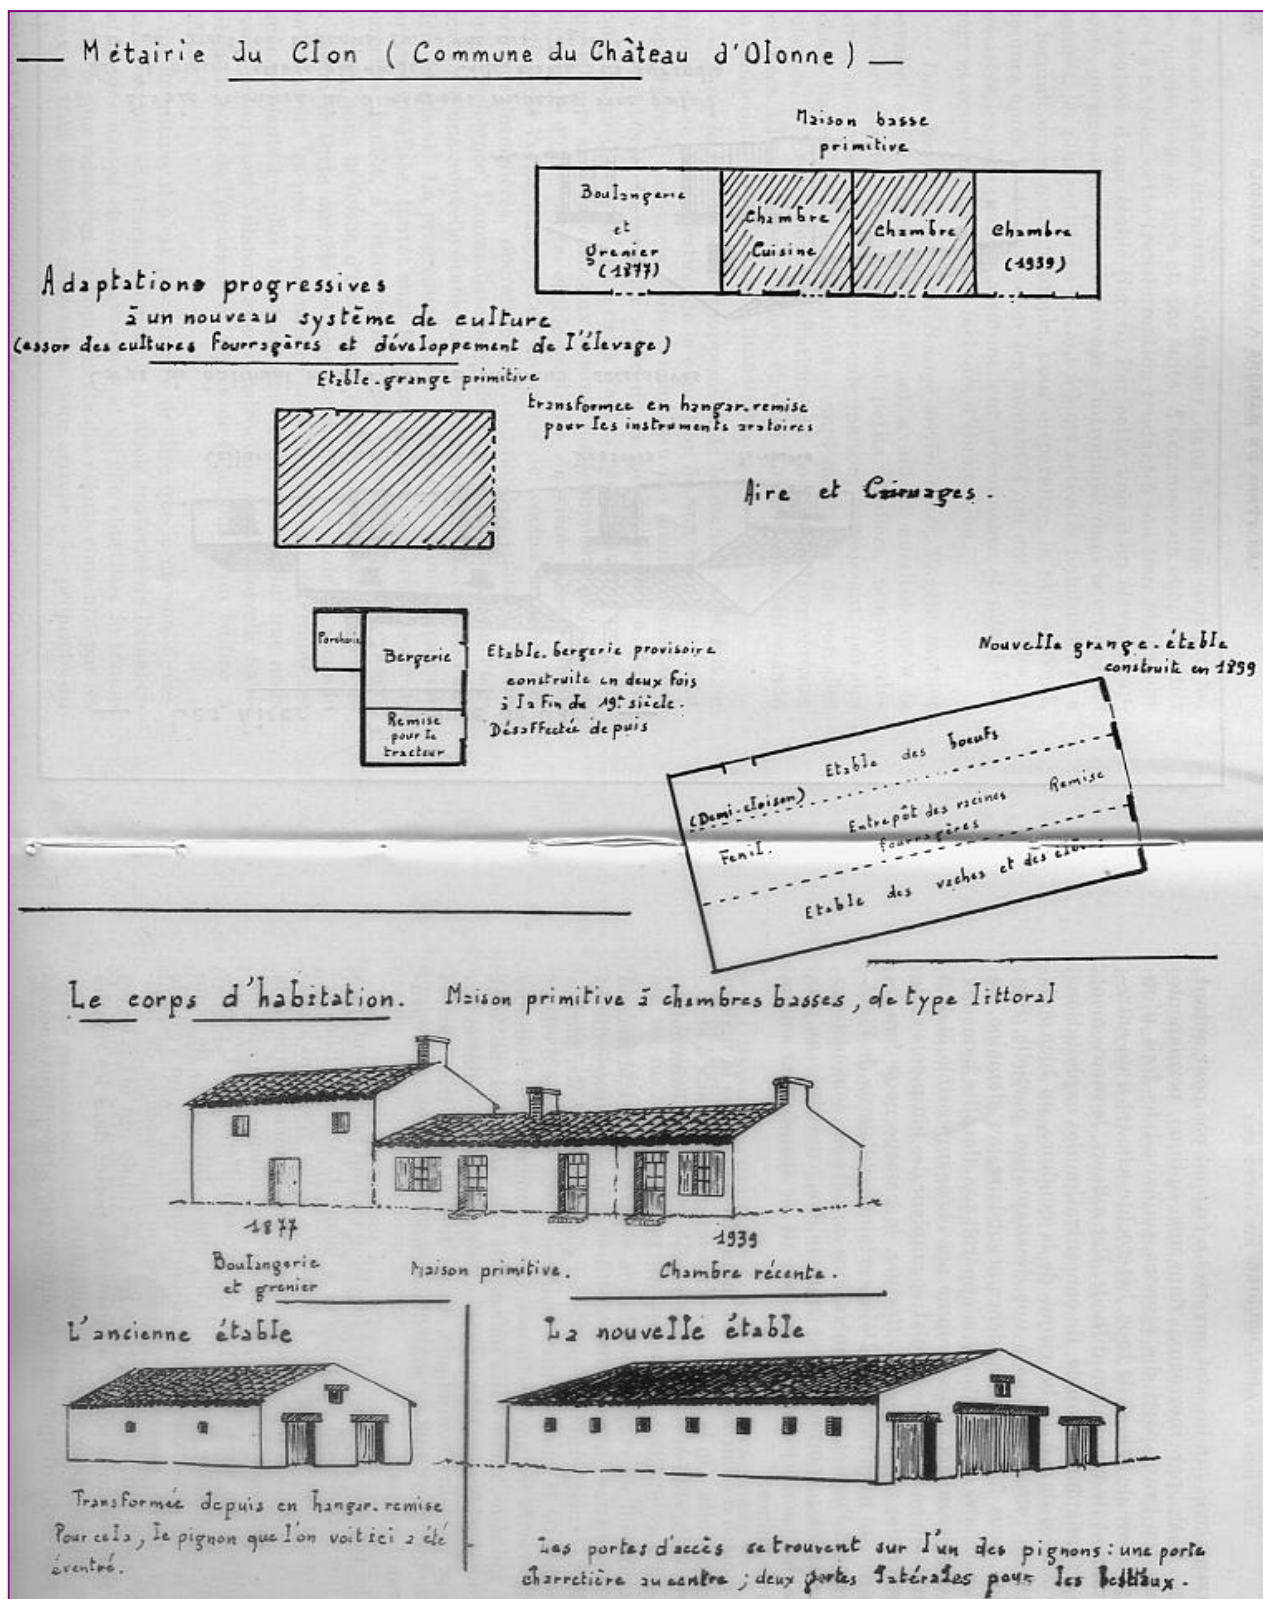 Métairie du Clon ( Commune du Château d'Olonne )
Maison basse
primitive
Boulangerie
et
grenier
(1877)
Chambre
Cuisine
Chambre
Chambre
(1939)
Adaptations progressives
à un nouveau système de culture
(essor des cultures fourragères et développement de l'élevage)
Etable-grange primitive
transformée en hangar-remise
pour les instruments aratoires
Aire et
Porcherie
Bergerie
Remise
pour le
tracteur
Etable-bergerie provisoire
construite en deux fois
à la fin du 19e siècle.
Désaffectée depuis
Nouvelle grange-étable
construite en 1899
Etable des boeufs
(Demi-cloison)
Fenil.
Entrepôt des racines
fourragères
Remise
Etable des vaches et des
Le corps d'habitation.
Maison primitive à chambres basses, de type littoral
1877
Boulangerie
et grenier
Maison primitive.
1939
Chambre récente.
L'ancienne étable
Transformée depuis en hangar-remise
Pour cela, le pignon que l'on voit ici a été
éventré.
La nouvelle étable
Les portes d'accès se trouvent sur l'un des pignons : une porte
charretière au centre ; deux portes latérales pour les bestiaux.